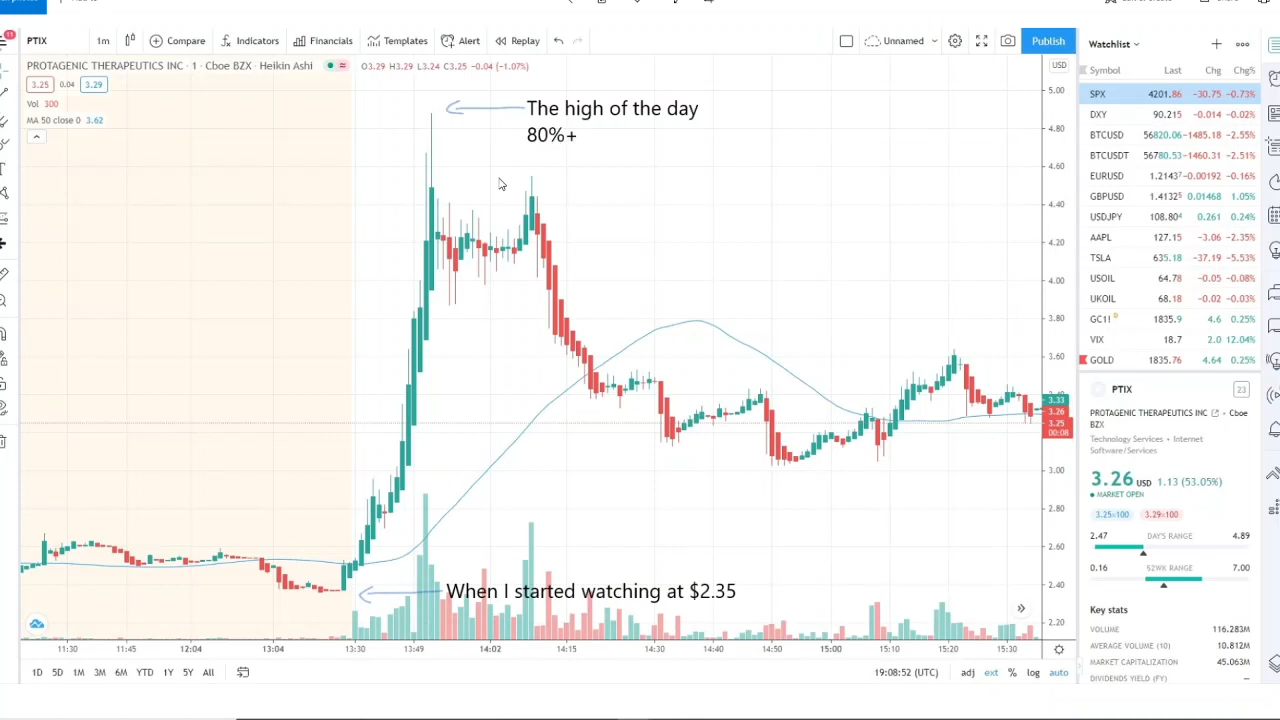 11
PTIX
1m
Compare
Indicators
Financials
Templates
Alert
Replay
Unnamed
Publish
Watchlist
PROTAGENIC THERAPEUTICS INC · 1 · Cboe BZX · Heikin Ashi
O3.29 H3.29 L3.24 C3.25 −0.04 (−1.07%)
USD
3.25 0.04 3.29
Vol 300
MA 50 close 0 3.62
The high of the day
80%+
When I started watching at $2.35
5.00
4.80
4.60
4.40
4.20
4.00
3.80
3.60
3.33
3.26
3.25
00:08
3.00
2.60
2.40
2.20
11:30 11:45 12:04 13:04 13:30 14:02 14:15 14:30 14:40 14:50 15:00 15:10 15:20 15:30
1D 5D 1M 3M 6M YTD 1Y 5Y All
19:08:52 (UTC)
adj ext % log auto
Symbol Last Chg Chg%
SPX 4201.86 −30.75 −0.73%
DXY 90.215 −0.014 −0.02%
BTCUSD 56820.06 −1485.18 −2.55%
BTCUSDT 56780.53 −1460.31 −2.51%
EURUSD 1.21437 −0.00192 −0.16%
GBPUSD 1.41325 0.01468 1.05%
USDJPY 108.804 0.261 0.24%
AAPL 127.15 −3.06 −2.35%
TSLA 635.18 −37.19 −5.53%
USOIL 64.78 −0.05 −0.08%
UKOIL 68.18 −0.02 −0.03%
GC1! D 1835.9 4.6 0.25%
VIX 18.7 2.0 12.04%
GOLD 1835.76 4.64 0.25%
PTIX
23
PROTAGENIC THERAPEUTICS INC • Cboe
BZX
Technology Services • Internet
Software/Services
3.26 USD 1.13 (53.05%)
MARKET OPEN
3.25×100 3.29×100
2.47 DAY'S RANGE 4.89
0.16 52WK RANGE 7.00
Key stats
VOLUME 116.283M
AVERAGE VOLUME (10) 10.812M
MARKET CAPITALIZATION 45.063M
DIVIDENDS YIELD (FY) —